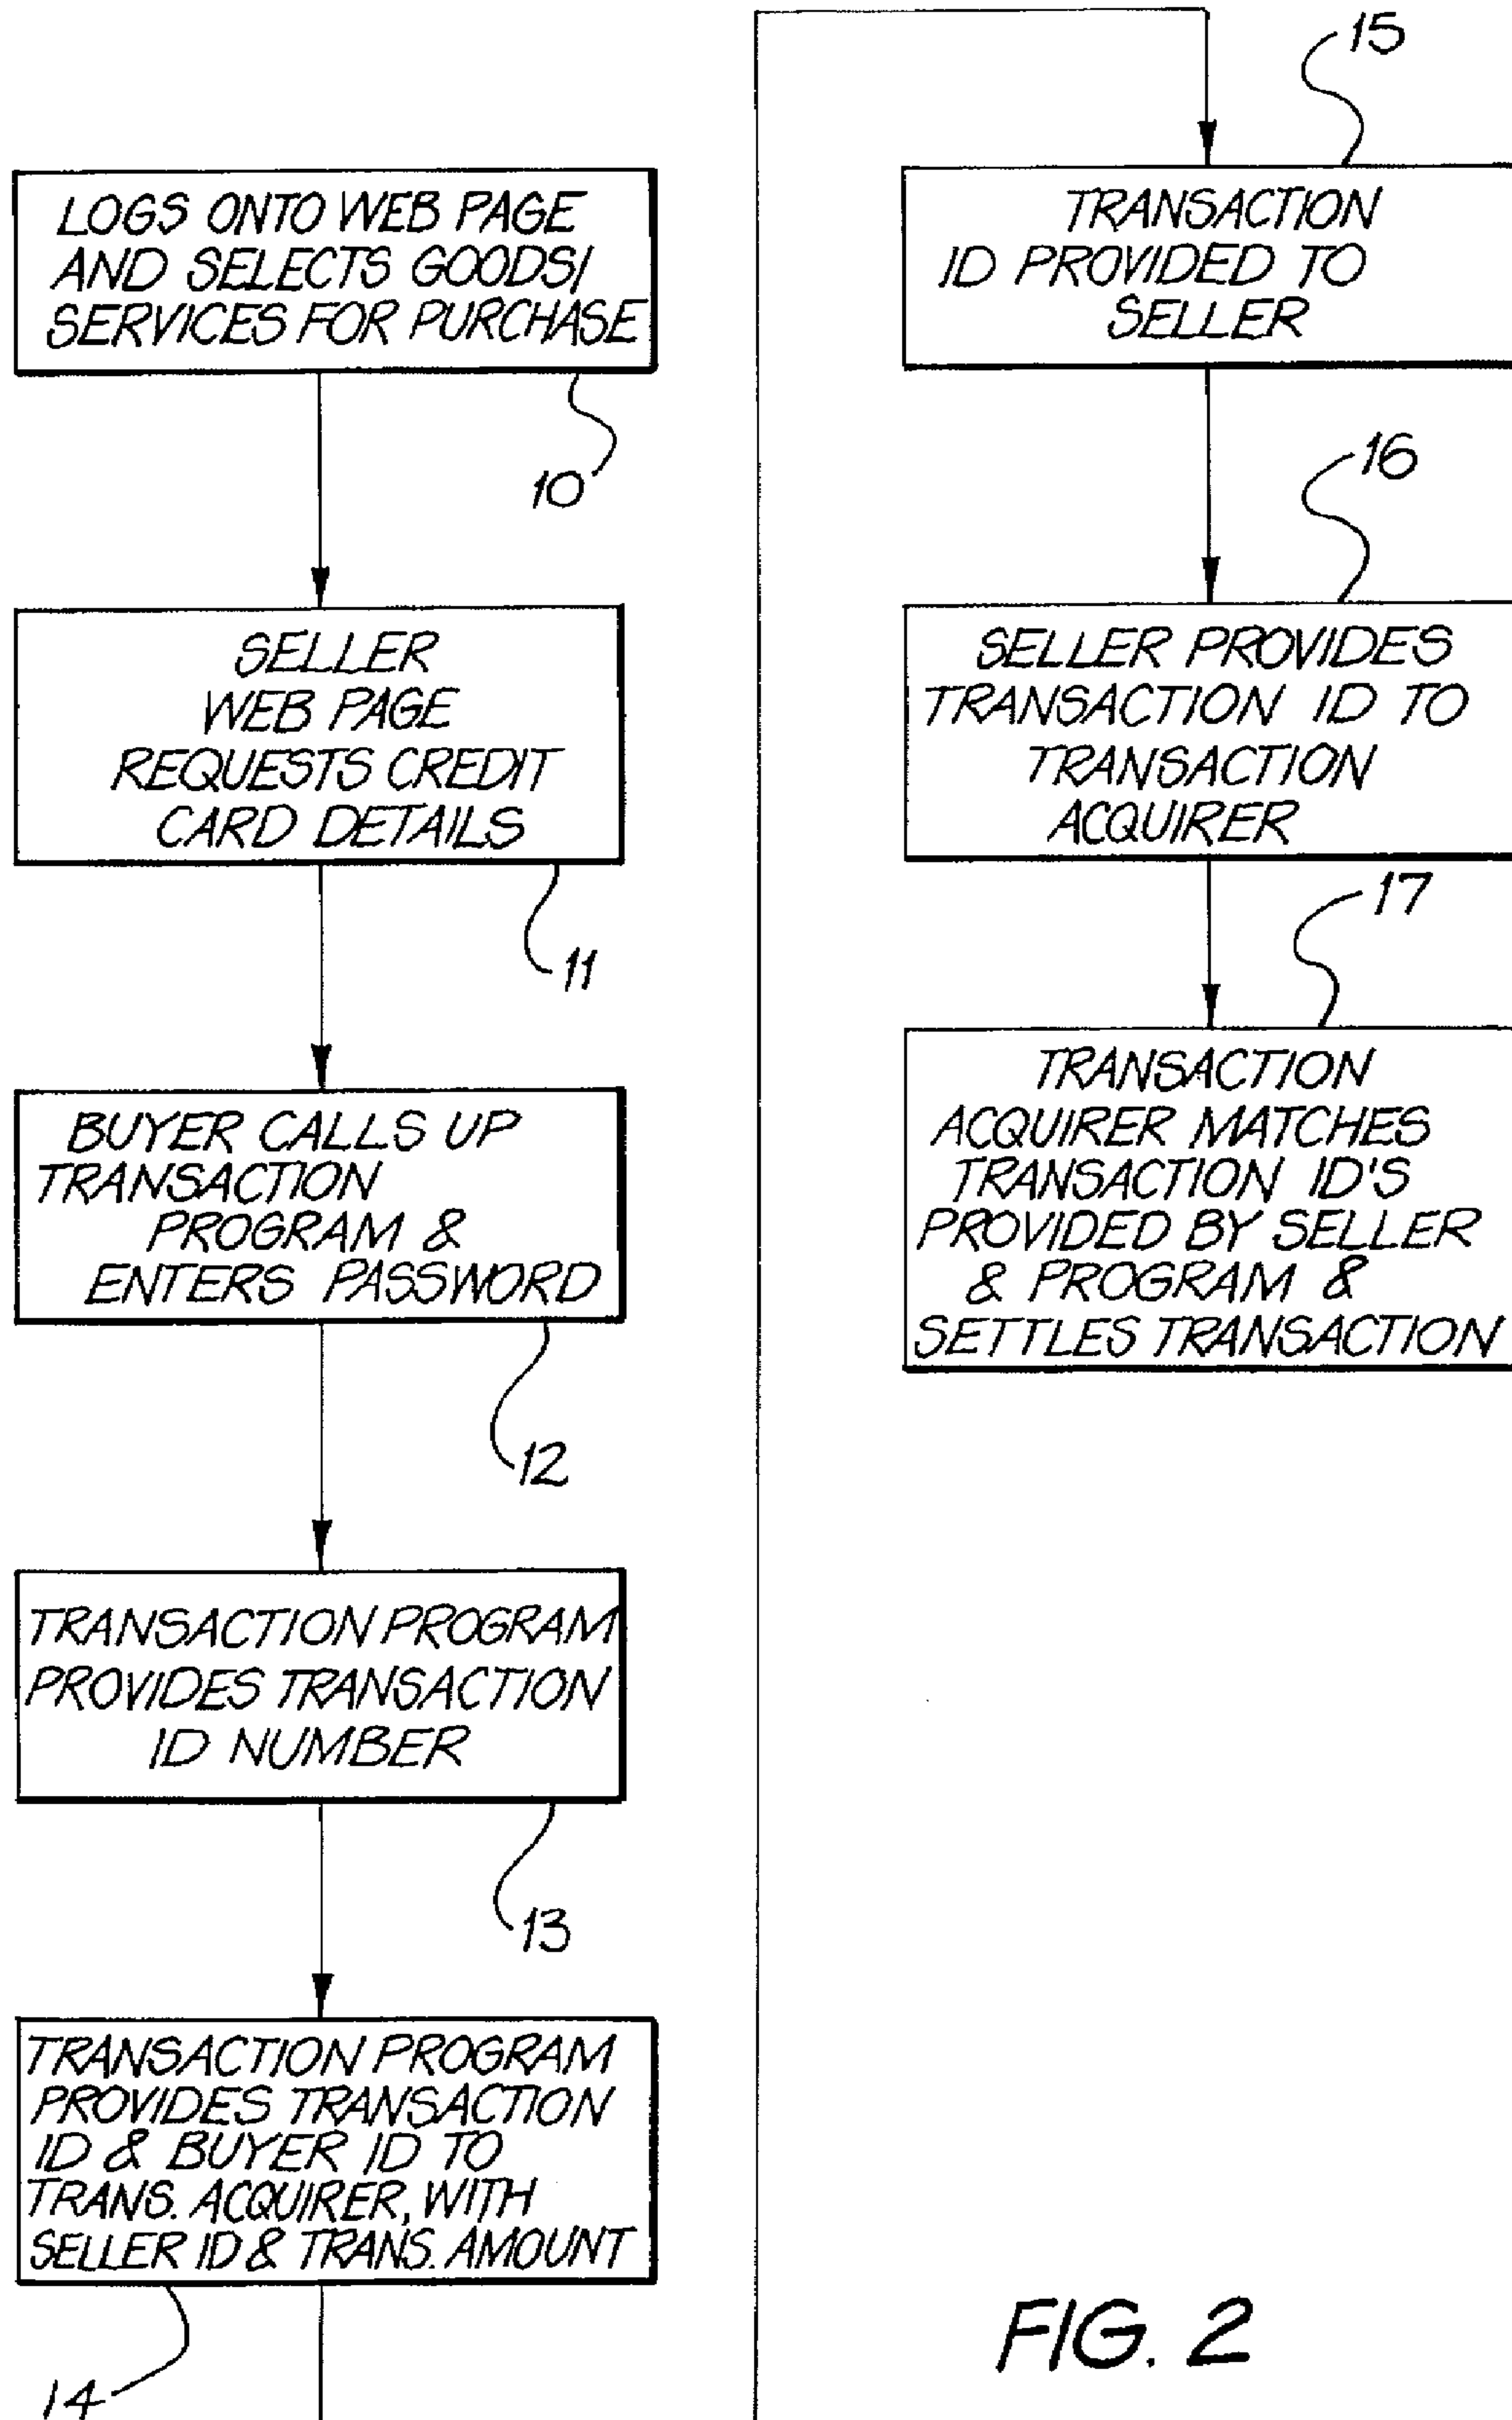 LOGS ONTO WEB PAGE
AND SELECTS GOODS/
SERVICES FOR PURCHASE
10
SELLER
WEB PAGE
REQUESTS CREDIT
CARD DETAILS
11
BUYER CALLS UP
TRANSACTION
PROGRAM &
ENTERS PASSWORD
12
TRANSACTION PROGRAM
PROVIDES TRANSACTION
ID NUMBER
13
TRANSACTION PROGRAM
PROVIDES TRANSACTION
ID & BUYER ID TO
TRANS. ACQUIRER, WITH
SELLER ID & TRANS. AMOUNT
14
15
TRANSACTION
ID PROVIDED TO
SELLER
16
SELLER PROVIDES
TRANSACTION ID TO
TRANSACTION
ACQUIRER
17
TRANSACTION
ACQUIRER MATCHES
TRANSACTION ID'S
PROVIDED BY SELLER
& PROGRAM &
SETTLES TRANSACTION
FIG. 2